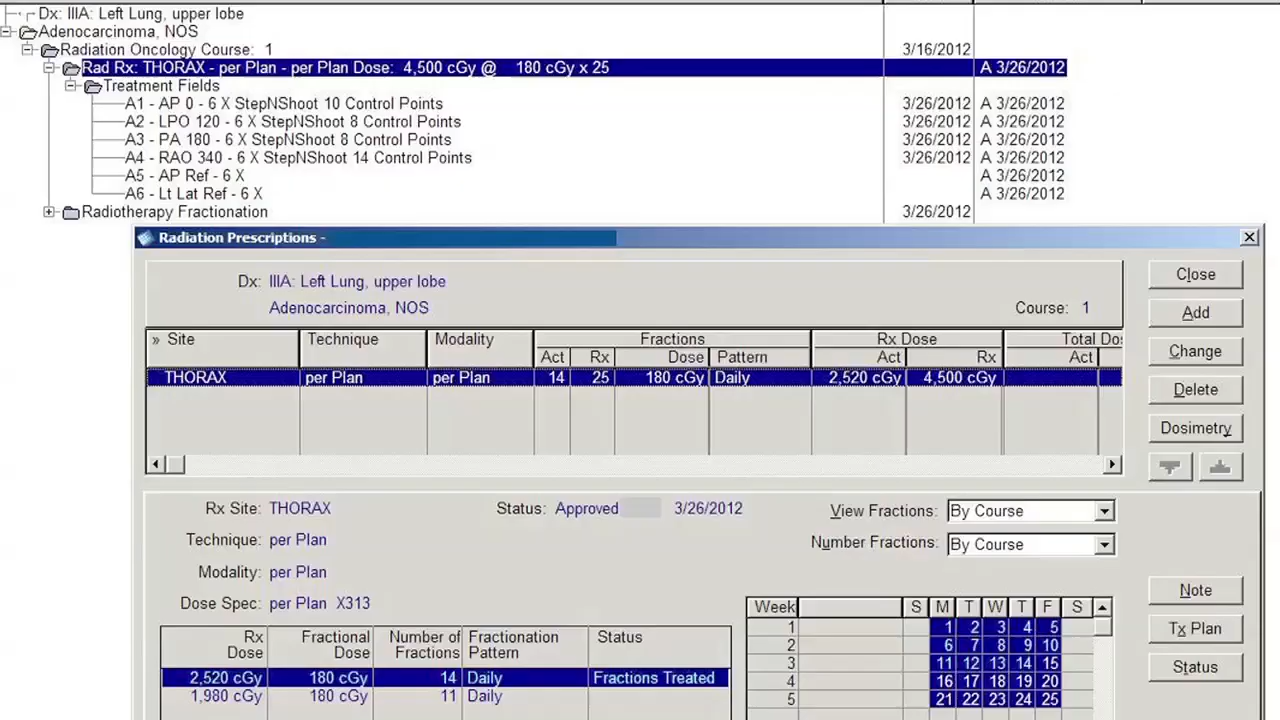 Dx: IIIA: Left Lung, upper lobe
Adenocarcinoma, NOS
Radiation Oncology Course: 1 3/16/2012
Rad Rx: THORAX - per Plan - per Plan Dose: 4,500 cGy @ 180 cGy x 25 A 3/26/2012
Treatment Fields
A1 - AP 0 - 6 X StepNShoot 10 Control Points 3/26/2012 A 3/26/2012
A2 - LPO 120 - 6 X StepNShoot 8 Control Points 3/26/2012 A 3/26/2012
A3 - PA 180 - 6 X StepNShoot 8 Control Points 3/26/2012 A 3/26/2012
A4 - RAO 340 - 6 X StepNShoot 14 Control Points 3/26/2012 A 3/26/2012
A5 - AP Ref - 6 X A 3/26/2012
A6 - Lt Lat Ref - 6 X A 3/26/2012
Radiotherapy Fractionation 3/26/2012
Radiation Prescriptions -
Dx: IIIA: Left Lung, upper lobe
Adenocarcinoma, NOS Course: 1
» Site Technique Modality Fractions Rx Dose Total Dos
Act Rx Dose Pattern Act Rx Act
THORAX per Plan per Plan 14 25 180 cGy Daily 2,520 cGy 4,500 cGy
Close
Add
Change
Delete
Dosimetry
Rx Site: THORAX Status: Approved 3/26/2012 View Fractions: By Course
Technique: per Plan Number Fractions: By Course
Modality: per Plan
Dose Spec: per Plan X313
Note
Tx Plan
Status
Rx Dose Fractional Dose Number of Fractions Fractionation Pattern Status
2,520 cGy 180 cGy 14 Daily Fractions Treated
1,980 cGy 180 cGy 11 Daily
Week S M T W T F S
1 1 2 3 4 5
2 6 7 8 9 10
3 11 12 13 14 15
4 16 17 18 19 20
5 21 22 23 24 25